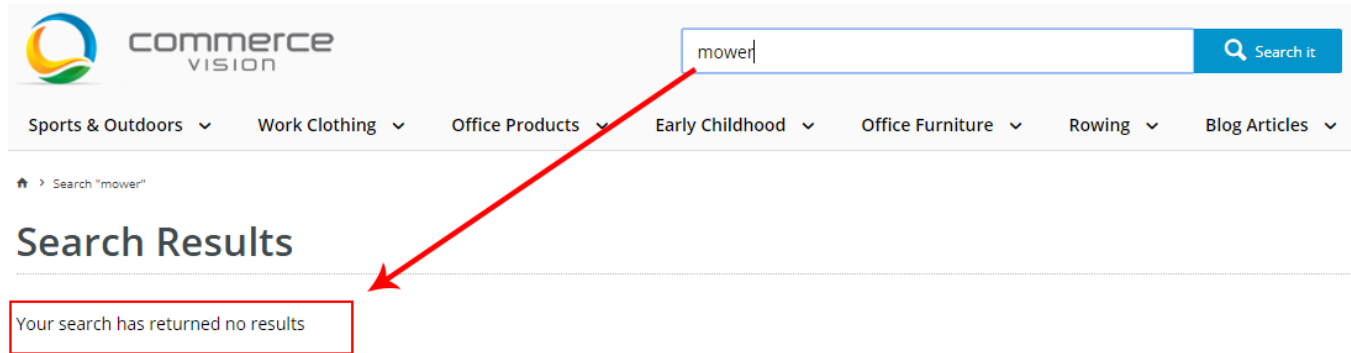 commerce
VISION
mower
Search it
Sports & Outdoors Work Clothing Office Products Early Childhood Office Furniture Rowing Blog Articles
> Search "mower"
Search Results
Your search has returned no results